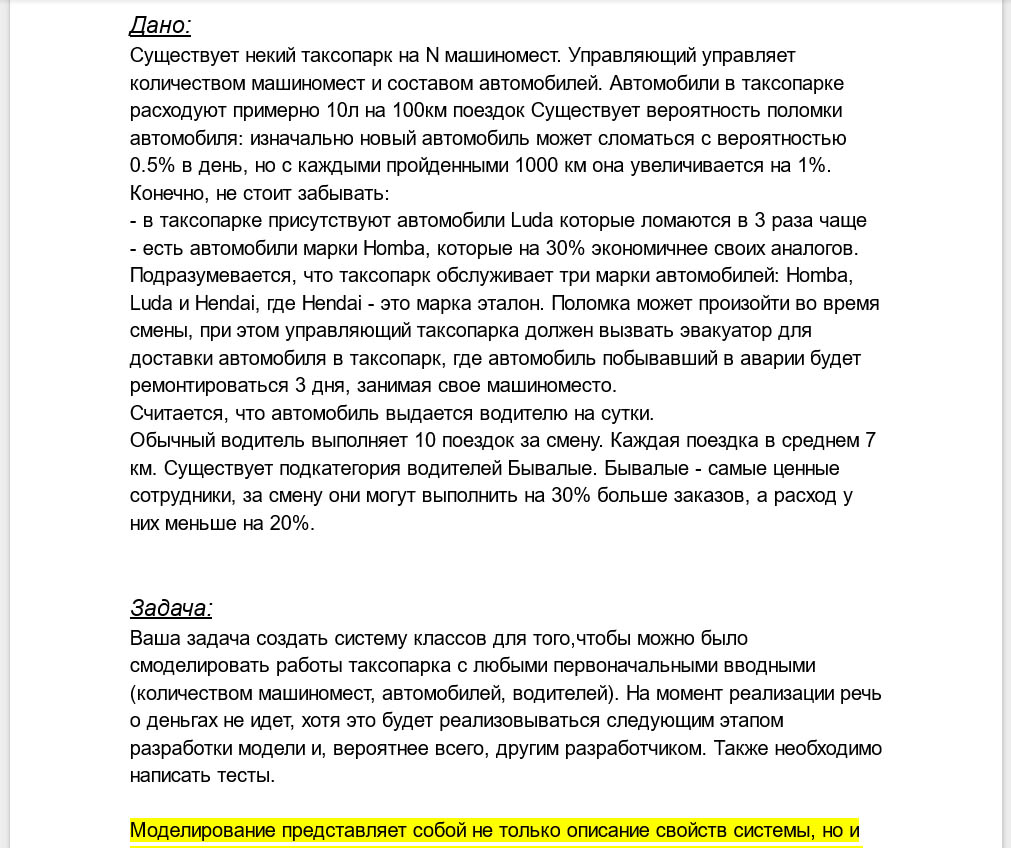 Дано:
Существует некий таксопарк на N машиномест. Управляющий управляет
количеством машиномест и составом автомобилей. Автомобили в таксопарке
расходуют примерно 10л на 100км поездок Существует вероятность поломки
автомобиля: изначально новый автомобиль может сломаться с вероятностью
0.5% в день, но с каждыми пройденными 1000 км она увеличивается на 1%.
Конечно, не стоит забывать:
- в таксопарке присутствуют автомобили Luda которые ломаются в 3 раза чаще
- есть автомобили марки Homba, которые на 30% экономичнее своих аналогов.
Подразумевается, что таксопарк обслуживает три марки автомобилей: Homba,
Luda и Hendai, где Hendai - это марка эталон. Поломка может произойти во время
смены, при этом управляющий таксопарка должен вызвать эвакуатор для
доставки автомобиля в таксопарк, где автомобиль побывавший в аварии будет
ремонтироваться 3 дня, занимая свое машиноместо.
Считается, что автомобиль выдается водителю на сутки.
Обычный водитель выполняет 10 поездок за смену. Каждая поездка в среднем 7
км. Существует подкатегория водителей Бывалые. Бывалые - самые ценные
сотрудники, за смену они могут выполнить на 30% больше заказов, а расход у
них меньше на 20%.
Задача:
Ваша задача создать систему классов для того,чтобы можно было
смоделировать работы таксопарка с любыми первоначальными вводными
(количеством машиномест, автомобилей, водителей). На момент реализации речь
о деньгах не идет, хотя это будет реализовываться следующим этапом
разработки модели и, вероятнее всего, другим разработчиком. Также необходимо
написать тесты.
Моделирование представляет собой не только описание свойств системы, но и